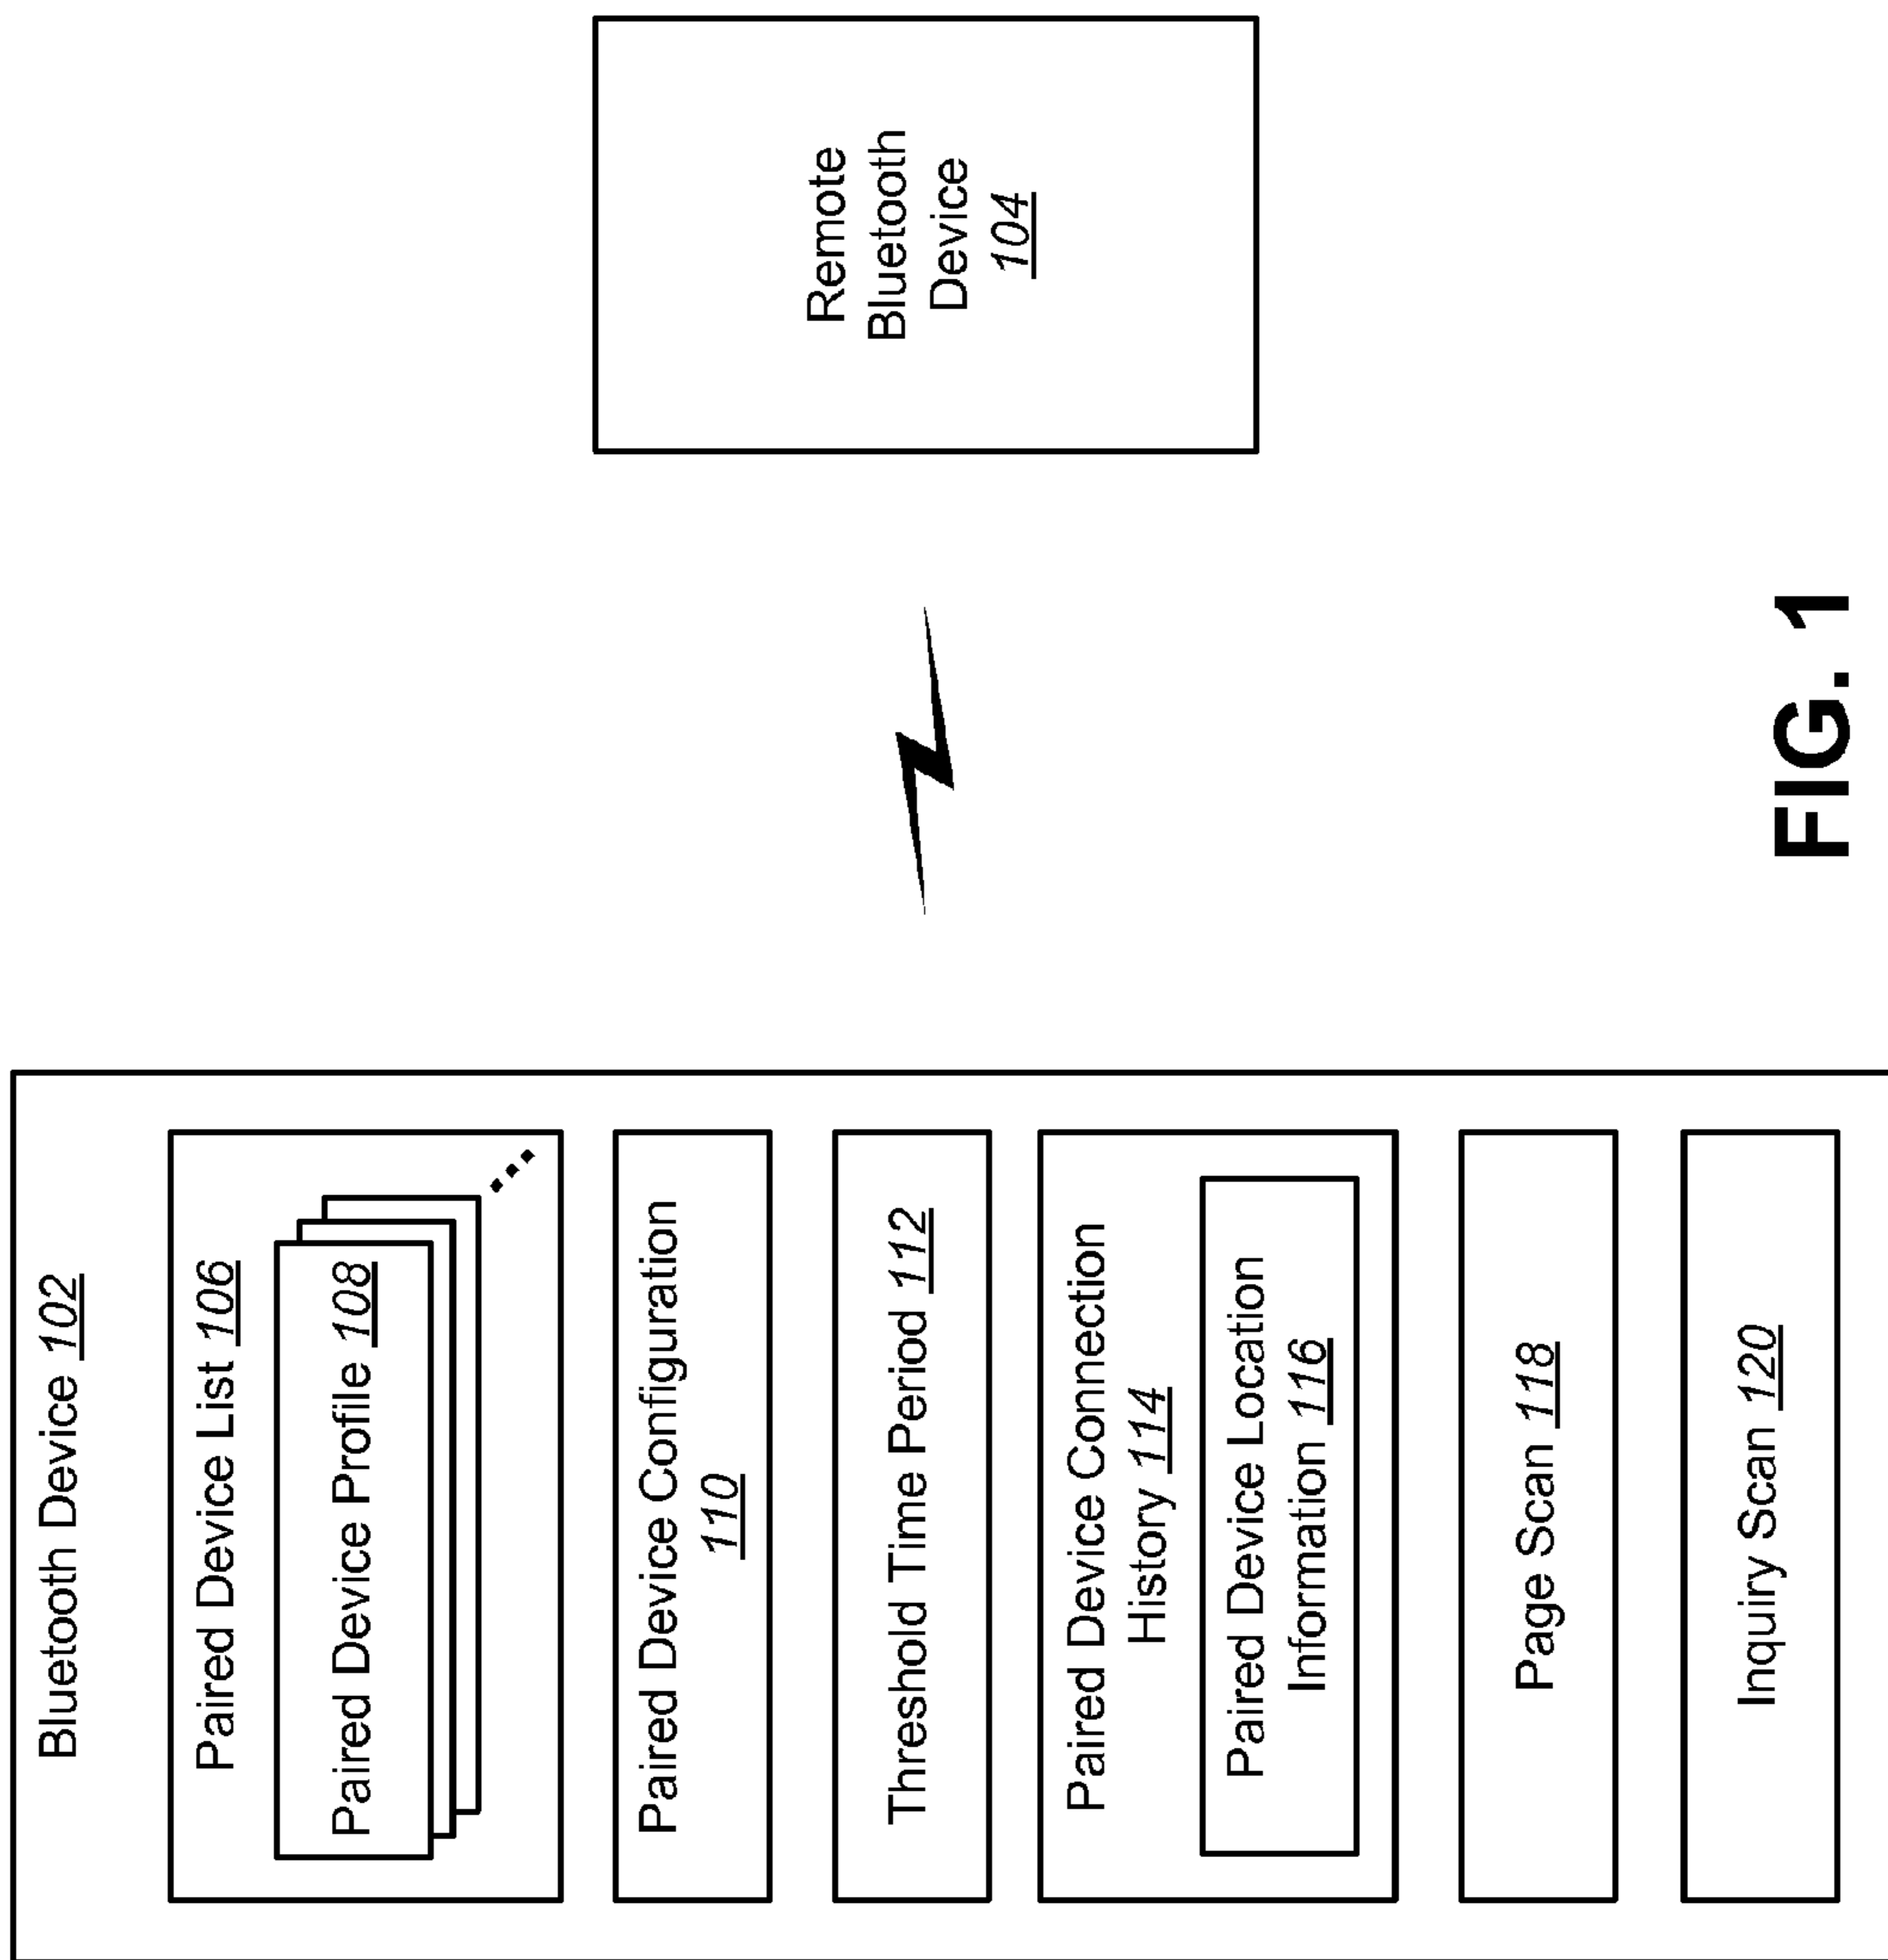 Bluetooth Device 102
Paired Device List 106
Paired Device Profile 108
Paired Device Configuration
110
Threshold Time Period 112
Paired Device Connection
History 114
Paired Device Location
Information 116
Page Scan 118
Inquiry Scan 120
Remote
Bluetooth
Device
104
FIG. 1